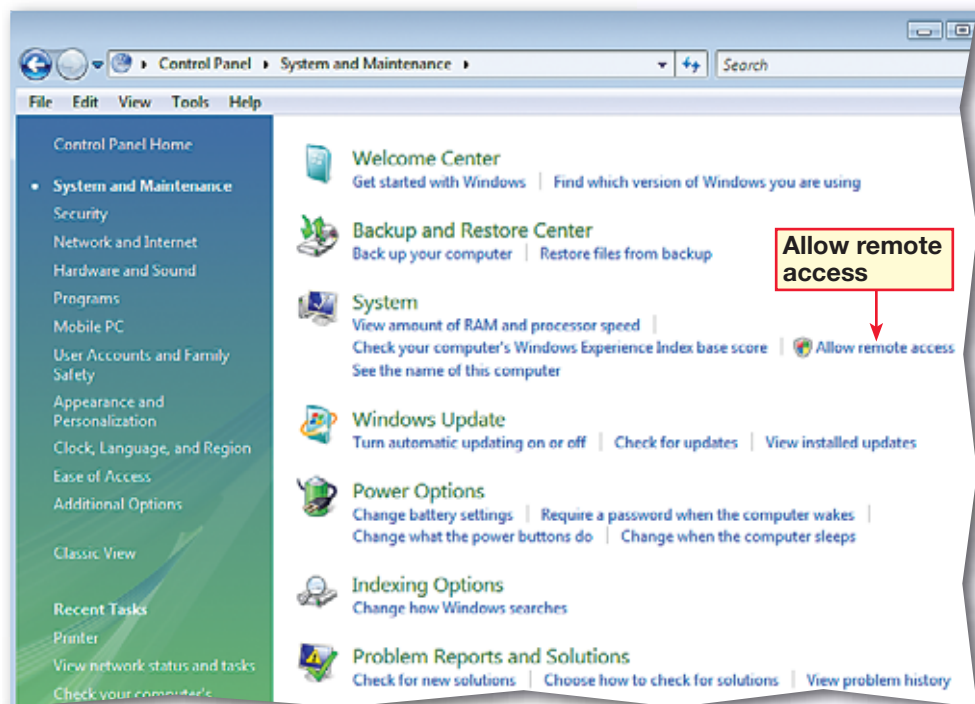 Control Panel System and Maintenance Search
File Edit View Tools Help
Control Panel Home
System and Maintenance
Security
Network and Internet
Hardware and Sound
Programs
Mobile PC
User Accounts and Family
Safety
Appearance and
Personalization
Clock, Language, and Region
Ease of Access
Additional Options
Classic View
Recent Tasks
Printer
View network status and tasks
Check your computer's
Welcome Center
Get started with Windows Find which version of Windows you are using
Backup and Restore Center
Back up your computer Restore files from backup
Allow remote
access
System
View amount of RAM and processor speed
Check your computer's Windows Experience Index base score Allow remote access
See the name of this computer
Windows Update
Turn automatic updating on or off Check for updates View installed updates
Power Options
Change battery settings Require a password when the computer wakes
Change what the power buttons do Change when the computer sleeps
Indexing Options
Change how Windows searches
Problem Reports and Solutions
Check for new solutions Choose how to check for solutions View problem history